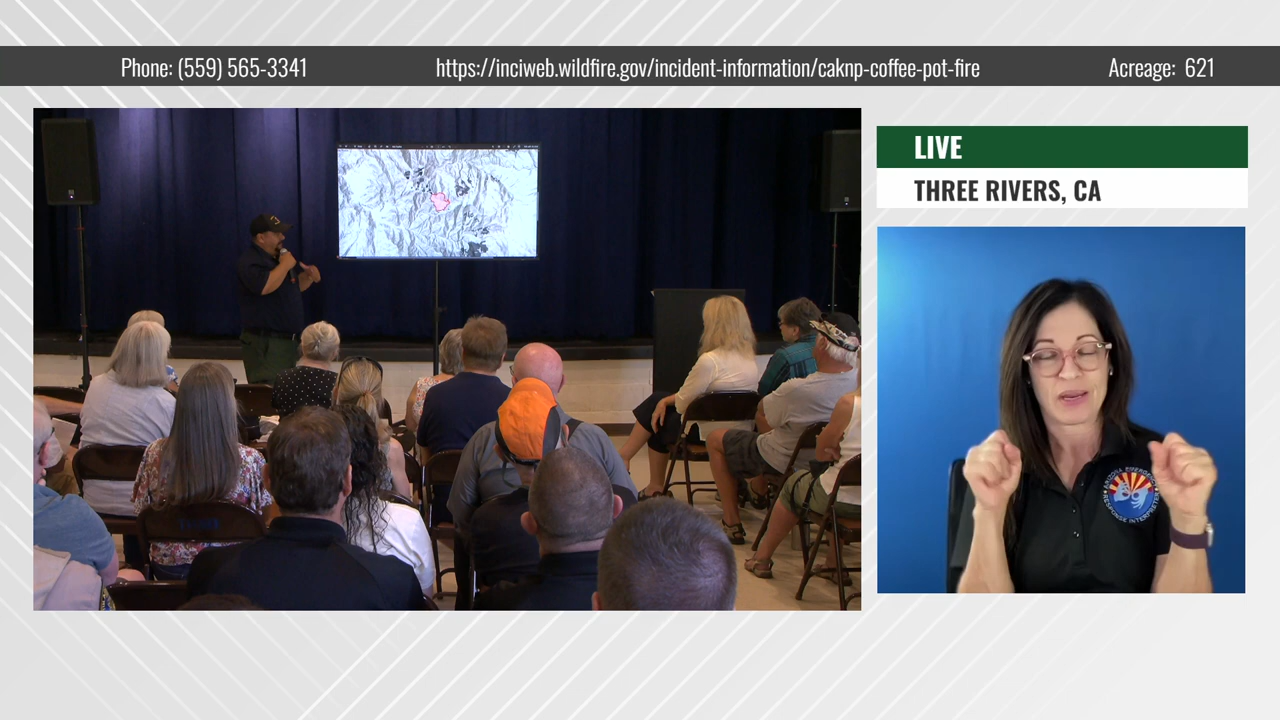 Phone: (559) 565-3341
https://inciweb.wildfire.gov/incident-information/caknp-coffee-pot-fire
Acreage: 621
LIVE
THREE RIVERS, CA